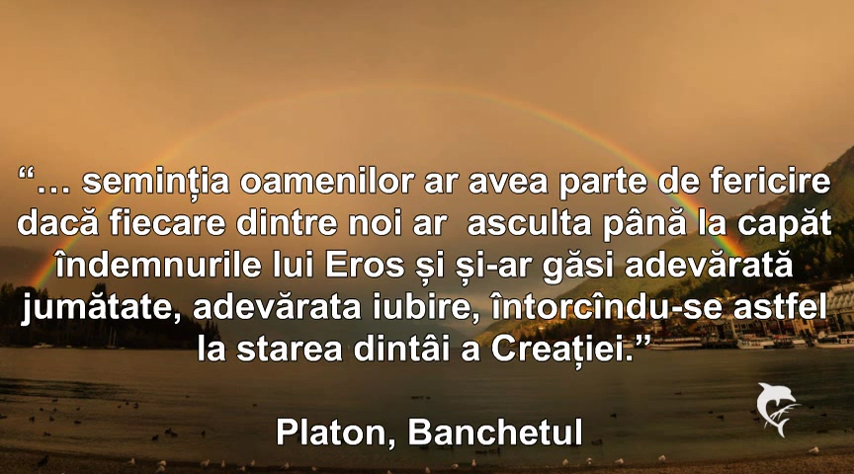 “… seminția oamenilor ar avea parte de fericire
dacă fiecare dintre noi ar  asculta până la capăt
îndemnurile lui Eros și și-ar găsi adevărată
jumătate, adevărata iubire, întorcîndu-se astfel
la starea dintâi a Creației.”
Platon, Banchetul